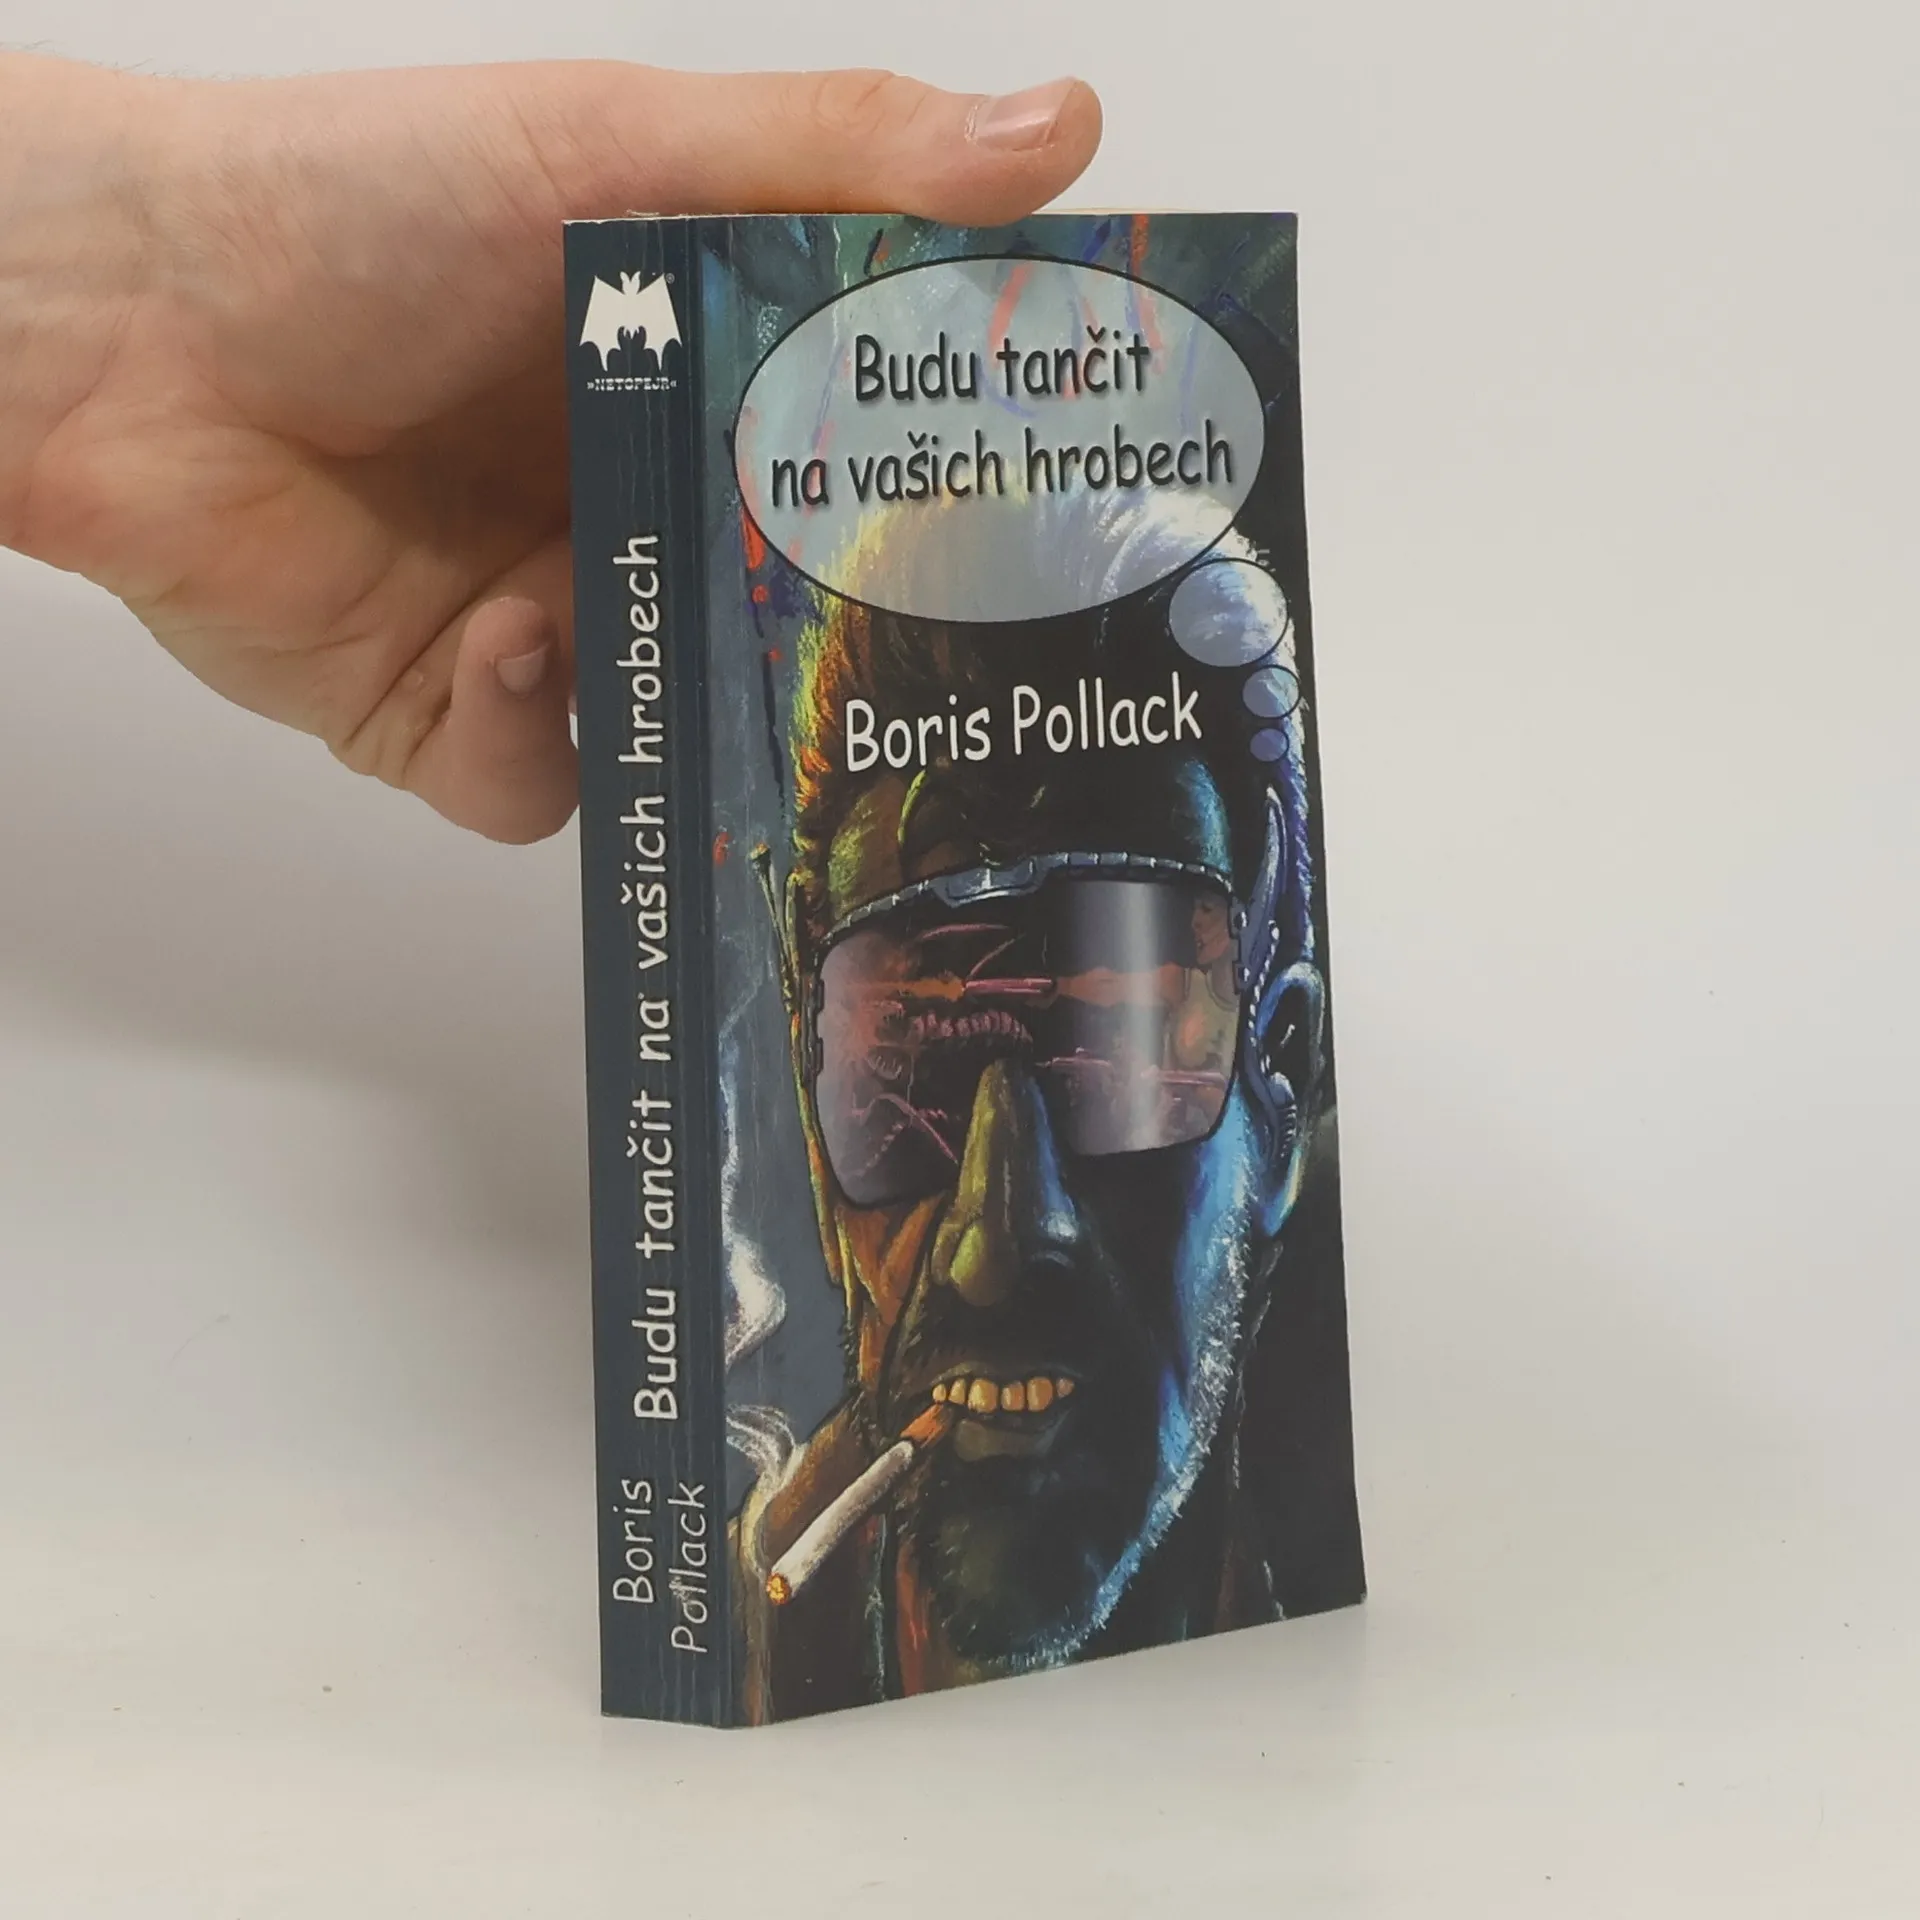 ®
»NETOPEJR«
Budu tančit na vašich hrobech
Boris
Pollack
Budu tančit
na vašich hrobech
Boris Pollack